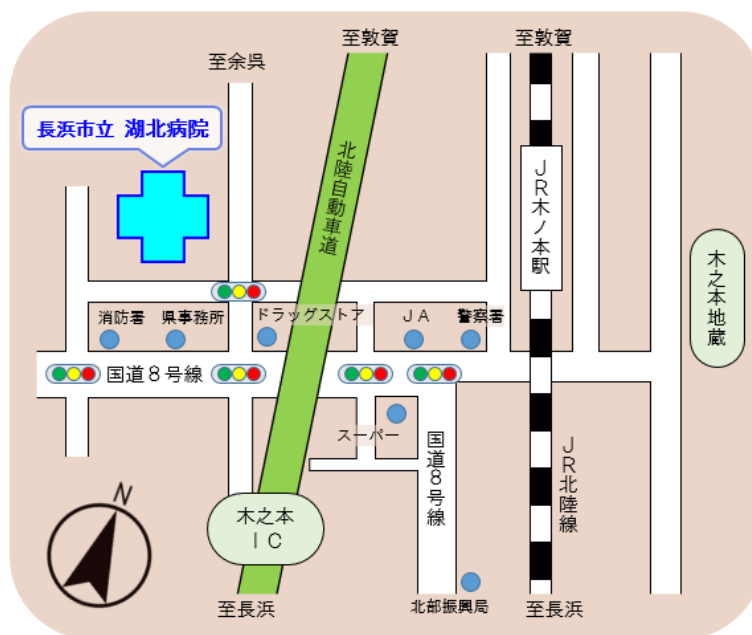 至敦賀
至敦賀
至余呉
長浜市立 湖北病院
北陸自動車道
JR木ノ本駅
木之本地蔵
消防署
県事務所
ドラッグストア
JA
警察署
国道8号線
スーパー
国道8号線
JR北陸線
N
木之本
IC
至長浜
北部振興局
至長浜